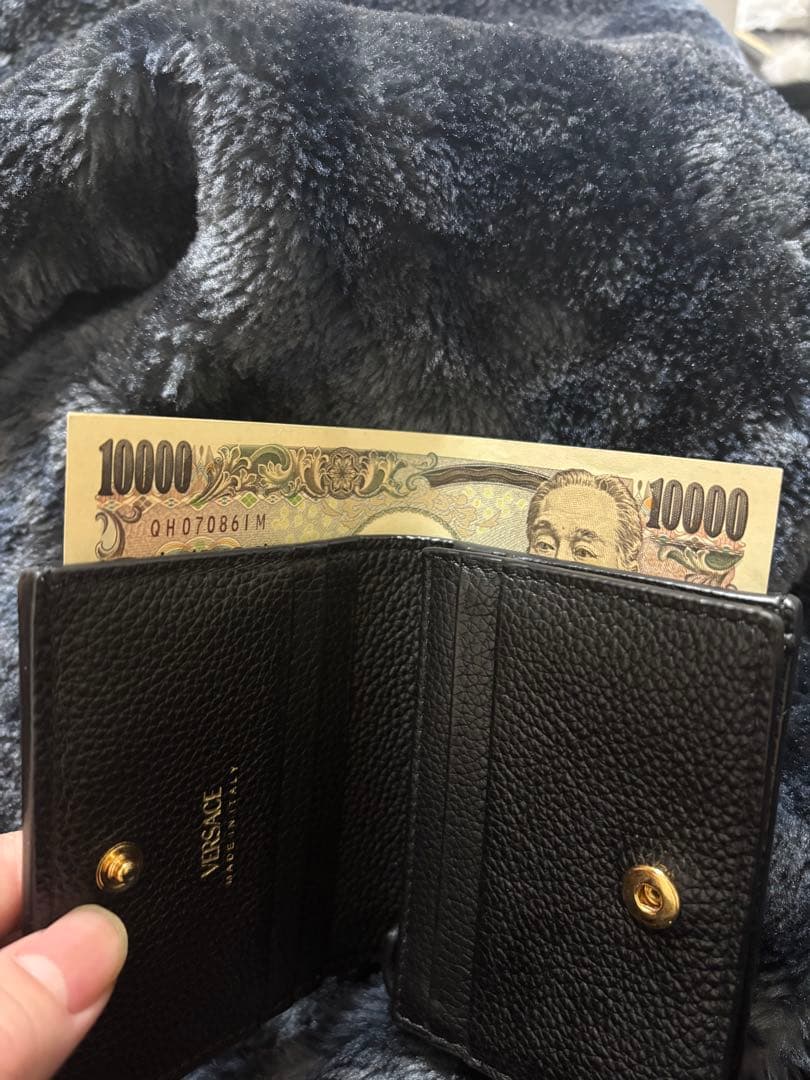 10000
10000
QH070861M
VERSACE
MADE IN ITALY